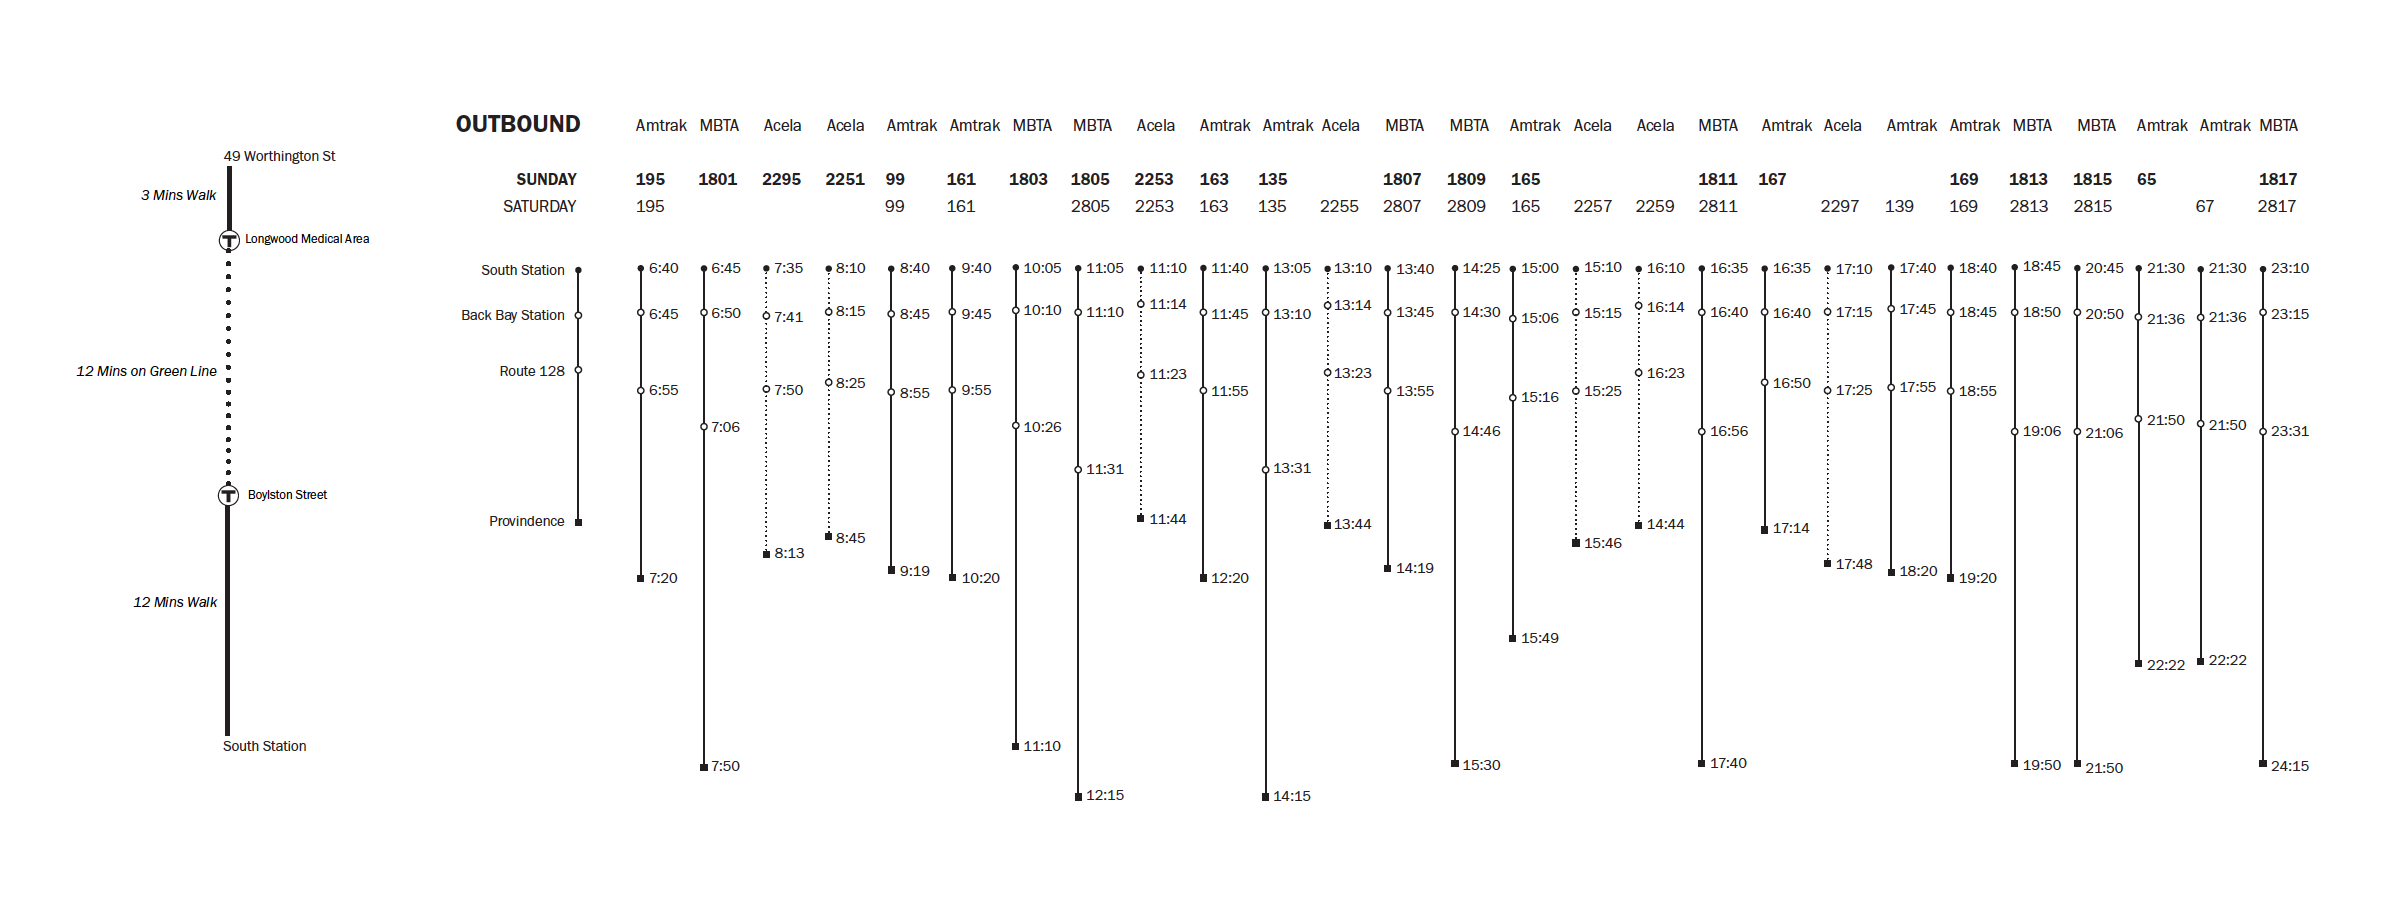 OUTBOUND Amtrak MBTA Acela Acela Amtrak Amtrak MBTA MBTA Acela Amtrak Amtrak Acela MBTA MBTA Amtrak Acela Acela MBTA Amtrak Acela Amtrak Amtrak MBTA MBTA Amtrak Amtrak MBTA
49 Worthington St
SUNDAY 195 1801 2295 2251 99 161 1803 1805 2253 163 135 1807 1809 165 1811 167 169 1813 1815 65 1817
3 Mins Walk
SATURDAY 195 99 161 2805 2253 163 135 2255 2807 2809 165 2257 2259 2811 2297 139 169 2813 2815 67 2817
Longwood Medical Area
South Station 6:40 6:45 7:35 8:10 8:40 9:40 10:05 11:05 11:10 11:40 13:05 13:10 13:40 14:25 15:00 15:10 16:10 16:35 16:35 17:10 17:40 18:40 18:45 20:45 21:30 21:30 23:10
Back Bay Station 6:45 6:50 7:41 8:15 8:45 9:45 10:10 11:10 11:14 11:45 13:10 13:14 13:45 14:30 15:06 15:15 16:14 16:40 16:40 17:15 17:45 18:45 18:50 20:50 21:36 21:36 23:15
12 Mins on Green Line
Route 128 6:55 7:06 7:50 8:25 8:55 9:55 10:26 11:31 11:23 11:55 13:31 13:23 13:55 14:46 15:16 15:25 16:23 16:56 16:50 17:25 17:55 18:55 19:06 21:06 21:50 21:50 23:31
Boylston Street
Provindence 7:20 7:50 8:13 8:45 9:19 10:20 11:10 12:15 11:44 12:20 14:15 13:44 14:19 15:30 15:49 15:46 14:44 17:40 17:14 17:48 18:20 19:20 19:50 21:50 22:22 22:22 24:15
12 Mins Walk
South Station